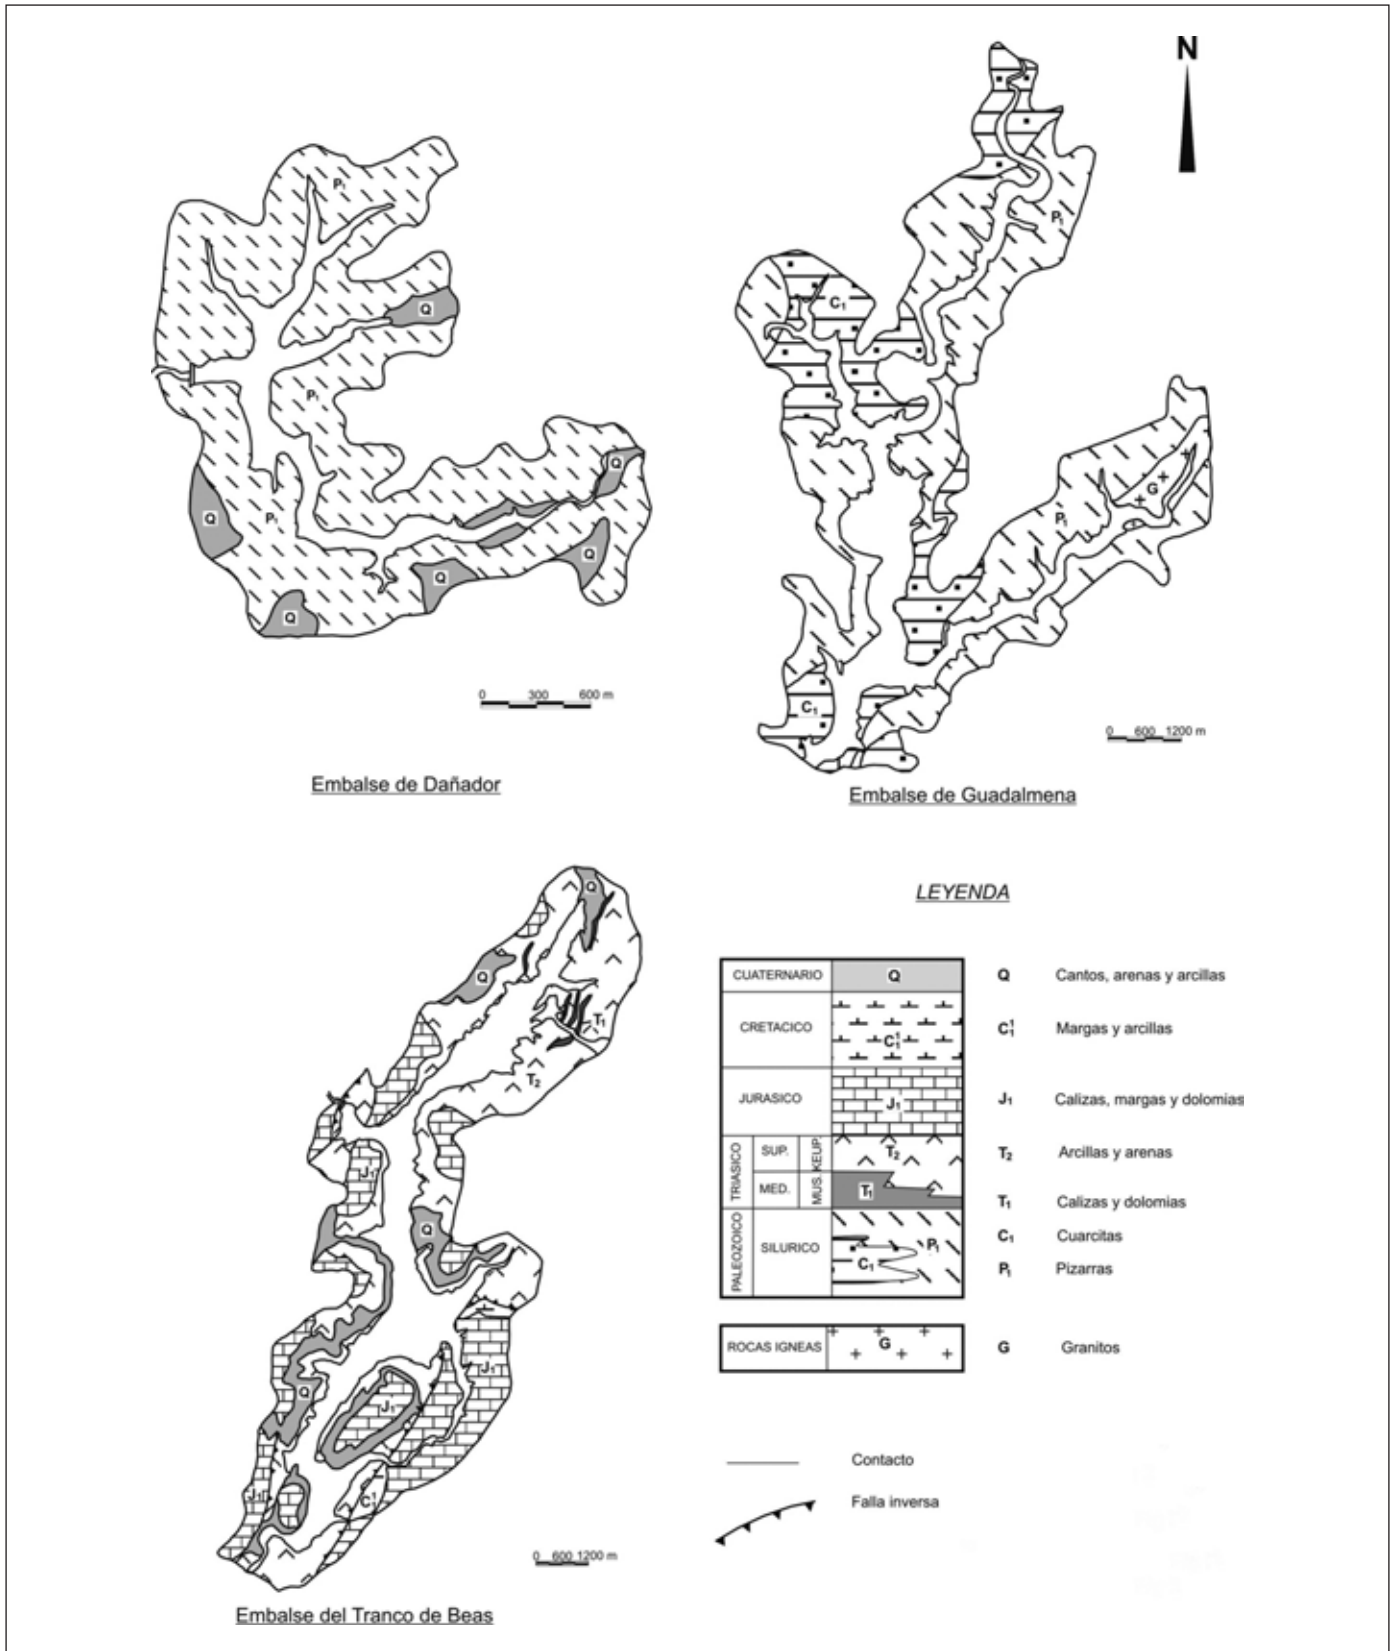 N
P₁
Q
P₁
Q
P₁
Q
Q
Q
Q
0 300 600 m
Embalse de Dañador
P₁
C₁
P₁
G
C₁
0 600 1200 m
Embalse de Guadalmena
Q
Q
T₁
T₂
J₁
Q
J₁
Q
J₁
J₁
C₁¹
0 600 1200 m
Embalse del Tranco de Beas
LEYENDA
CUATERNARIO Q Q Cantos, arenas y arcillas
CRETACICO C₁¹ C₁¹ Margas y arcillas
JURASICO J₁ J₁ Calizas, margas y dolomias
TRIASICO SUP. KEUP. T₂ T₂ Arcillas y arenas
MED. MUS. T₁ T₁ Calizas y dolomias
PALEOZOICO SILURICO C₁ P₁ C₁ Cuarcitas
P₁ Pizarras
ROCAS IGNEAS G G Granitos
Contacto
Falla inversa